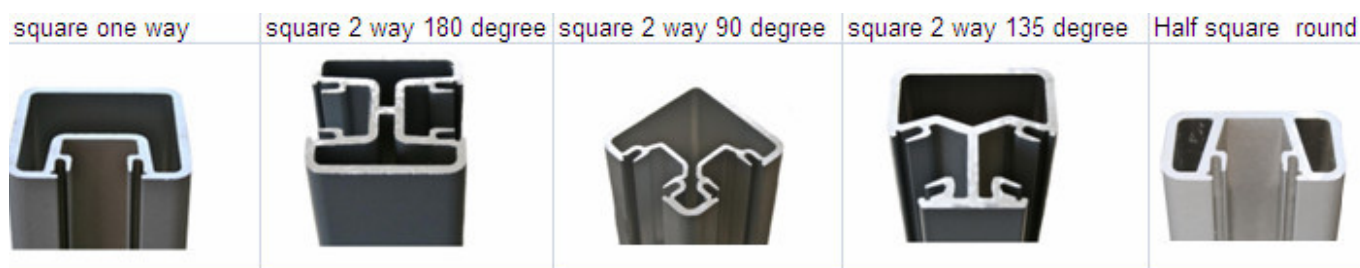 square one way
square 2 way 180 degree
square 2 way 90 degree
square 2 way 135 degree
Half square round